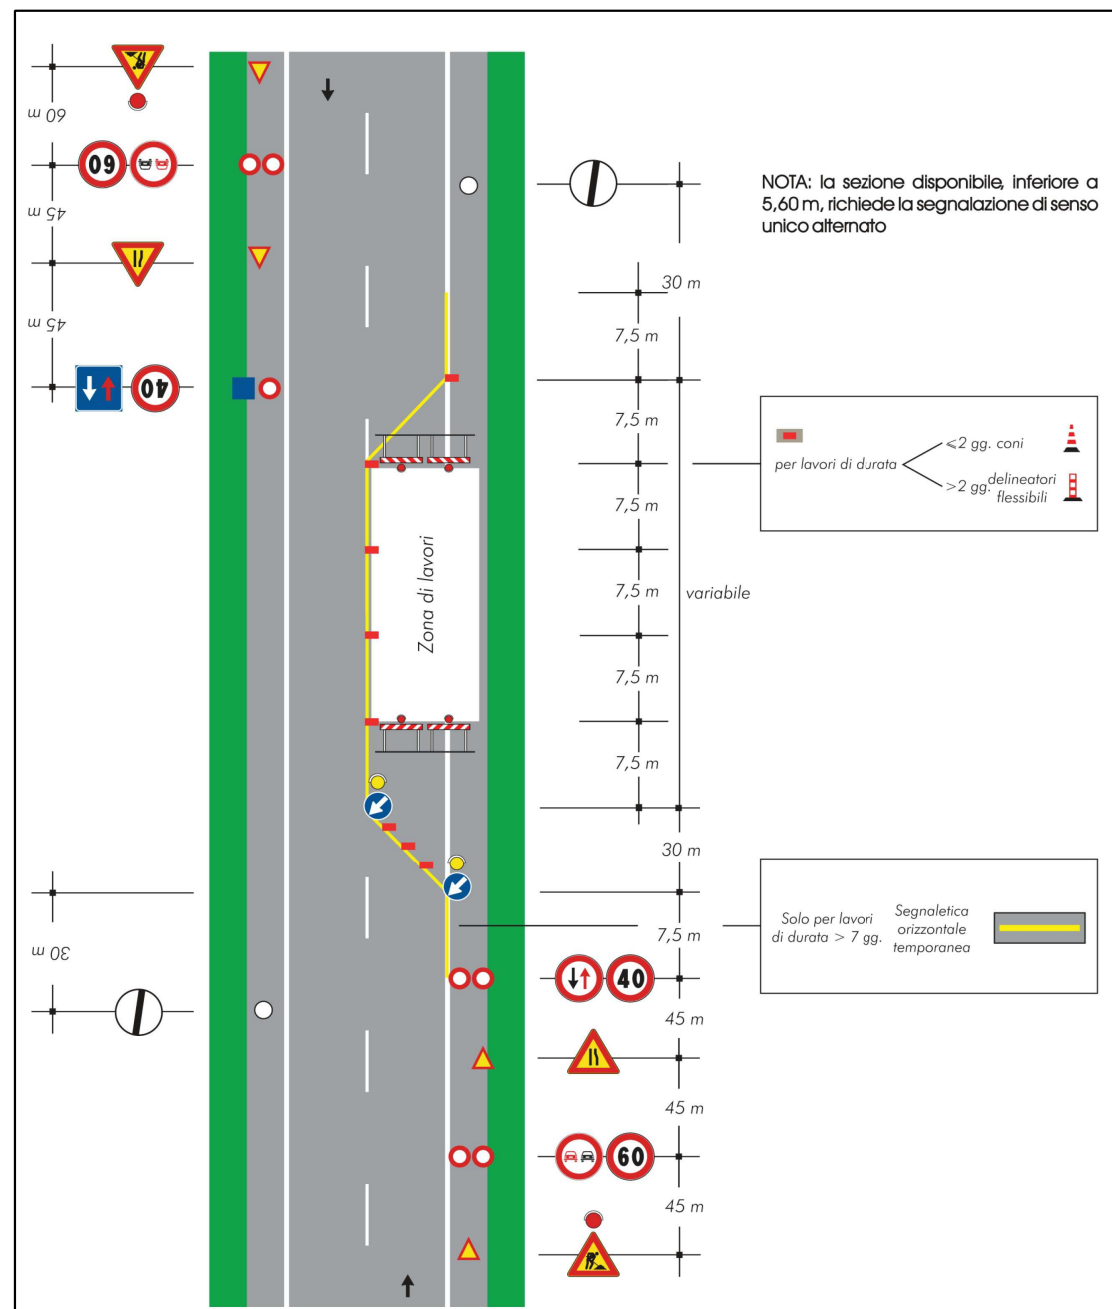 60 m
60
45 m
45 m
40
30 m
NOTA: la sezione disponibile, inferiore a
5,60 m, richiede la segnalazione di senso
unico alternato
30 m
7,5 m
7,5 m
7,5 m
7,5 m
7,5 m
7,5 m
variabile
Zona di lavori
per lavori di durata
⩽2 gg. coni
>2 gg. delineatori
flessibili
30 m
7,5 m
Solo per lavori
di durata > 7 gg.
Segnaletica
orizzontale
temporanea
40
45 m
45 m
60
45 m